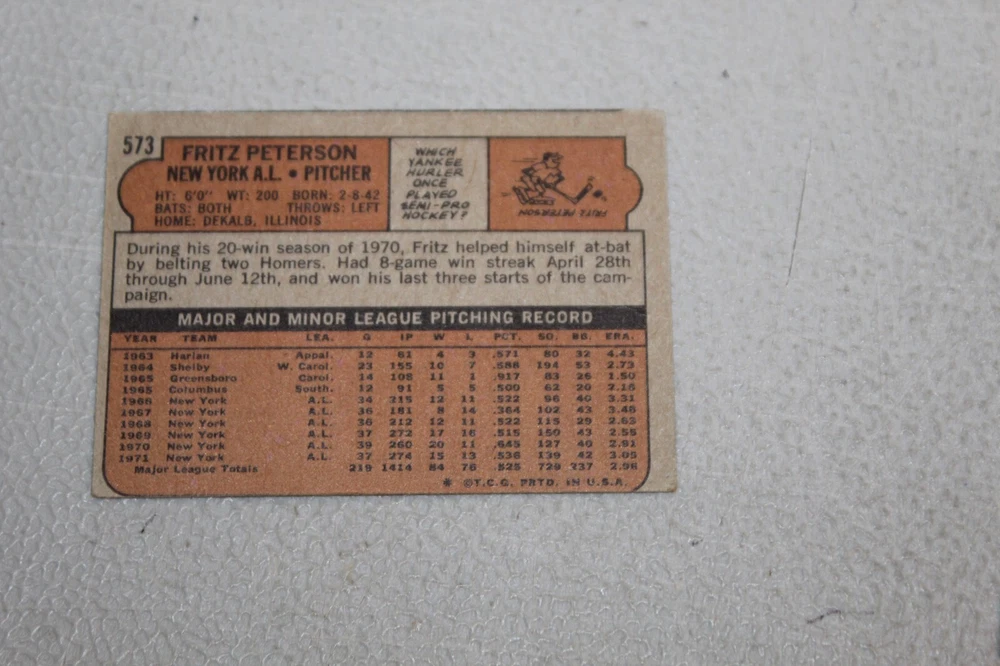 573
FRITZ PETERSON
NEW YORK A.L. • PITCHER
HT: 6'0" WT: 200 BORN: 2-8-42
BATS: BOTH THROWS: LEFT
HOME: DEKALB, ILLINOIS
WHICH
YANKEE
HURLER
ONCE
PLAYED
SEMI-PRO
HOCKEY?
FRITZ PETERSON
During his 20-win season of 1970, Fritz helped himself at-bat
by belting two Homers. Had 8-game win streak April 28th
through June 12th, and won his last three starts of the cam-
paign.
MAJOR AND MINOR LEAGUE PITCHING RECORD
YEAR TEAM LEA. G IP W L PCT. SO. BB. ERA.
1963 Harlan Appal. 12 61 4 3 .571 80 32 4.43
1964 Shelby W. Carol. 23 155 10 7 .588 194 53 2.73
1965 Greensboro Carol. 14 108 11 1 .917 83 26 1.50
1965 Columbus South. 12 91 5 5 .500 62 20 2.18
1966 New York A.L. 34 215 12 11 .522 96 40 3.31
1967 New York A.L. 36 181 8 14 .364 102 43 3.48
1968 New York A.L. 36 212 12 11 .522 115 29 2.63
1969 New York A.L. 37 272 17 16 .515 150 43 2.55
1970 New York A.L. 39 260 20 11 .645 127 40 2.91
1971 New York A.L. 37 274 15 13 .536 139 42 3.05
Major League Totals 219 1414 84 76 .525 729 237 2.96
* ©T.C.G. PRTD. IN U.S.A.